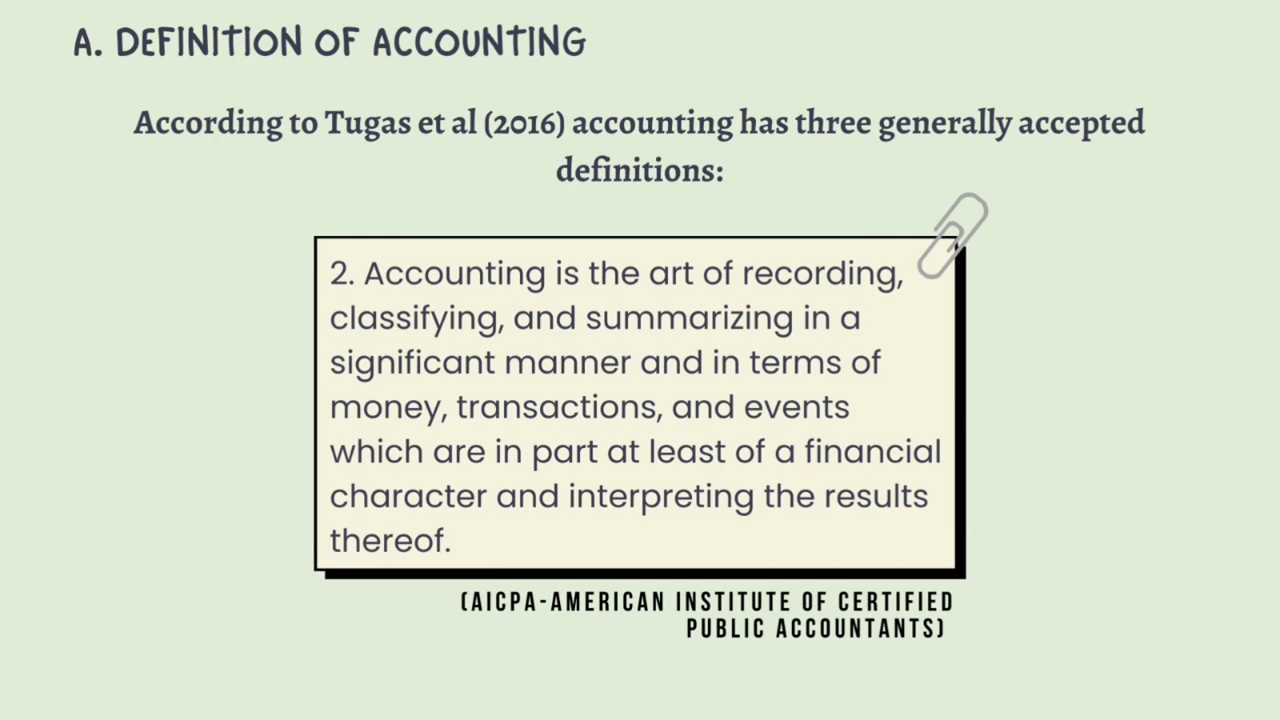 A. DEFINITION OF ACCOUNTING
According to Tugas et al (2016) accounting has three generally accepted
definitions:
2. Accounting is the art of recording,
classifying, and summarizing in a
significant manner and in terms of
money, transactions, and events
which are in part at least of a financial
character and interpreting the results
thereof.
(AICPA-AMERICAN INSTITUTE OF CERTIFIED
PUBLIC ACCOUNTANTS)